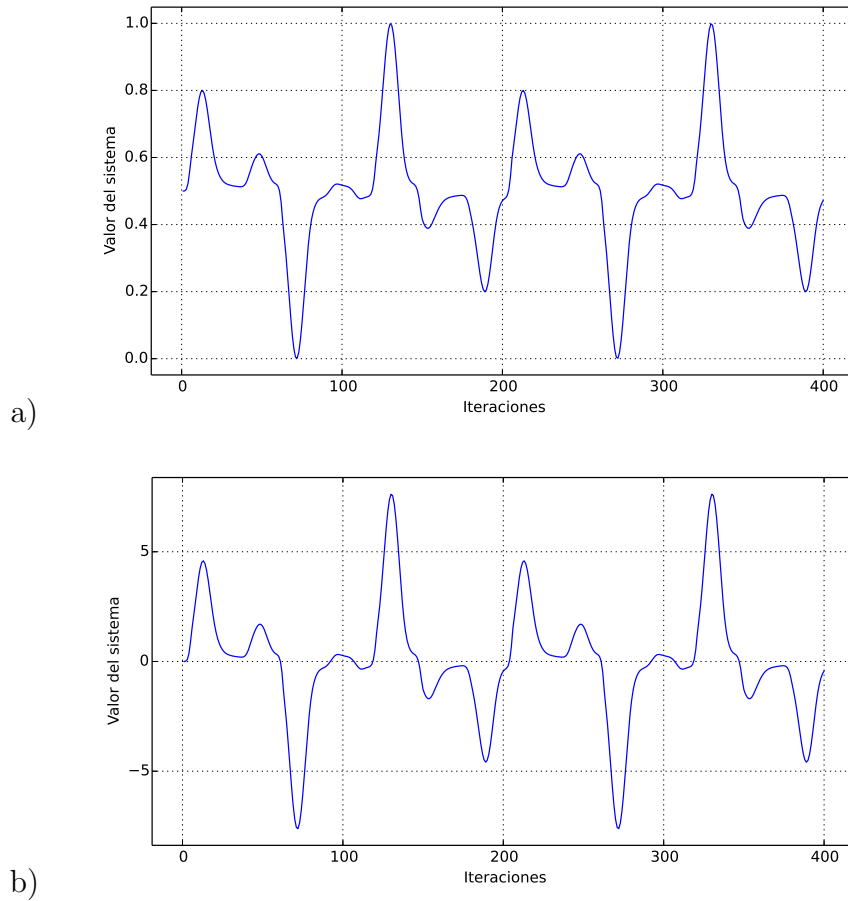 1.0
0.8
0.6
0.4
0.2
0.0
Valor del sistema
0 100 200 300 400
Iteraciones
a)
5
0
−5
Valor del sistema
0 100 200 300 400
Iteraciones
b)